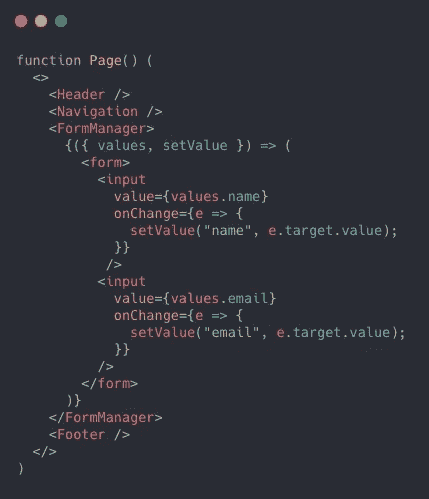 function Page() (
  <>
    <Header />
    <Navigation />
    <FormManager>
      {({ values, setValue }) => (
        <form>
          <input
            value={values.name}
            onChange={e => {
              setValue("name", e.target.value);
            }}
           />
          <input
            value={values.email}
            onChange={e => {
              setValue("email", e.target.value);
            }}
          />
        </form>
      )}
    </FormManager>
    <Footer />
  </>
)